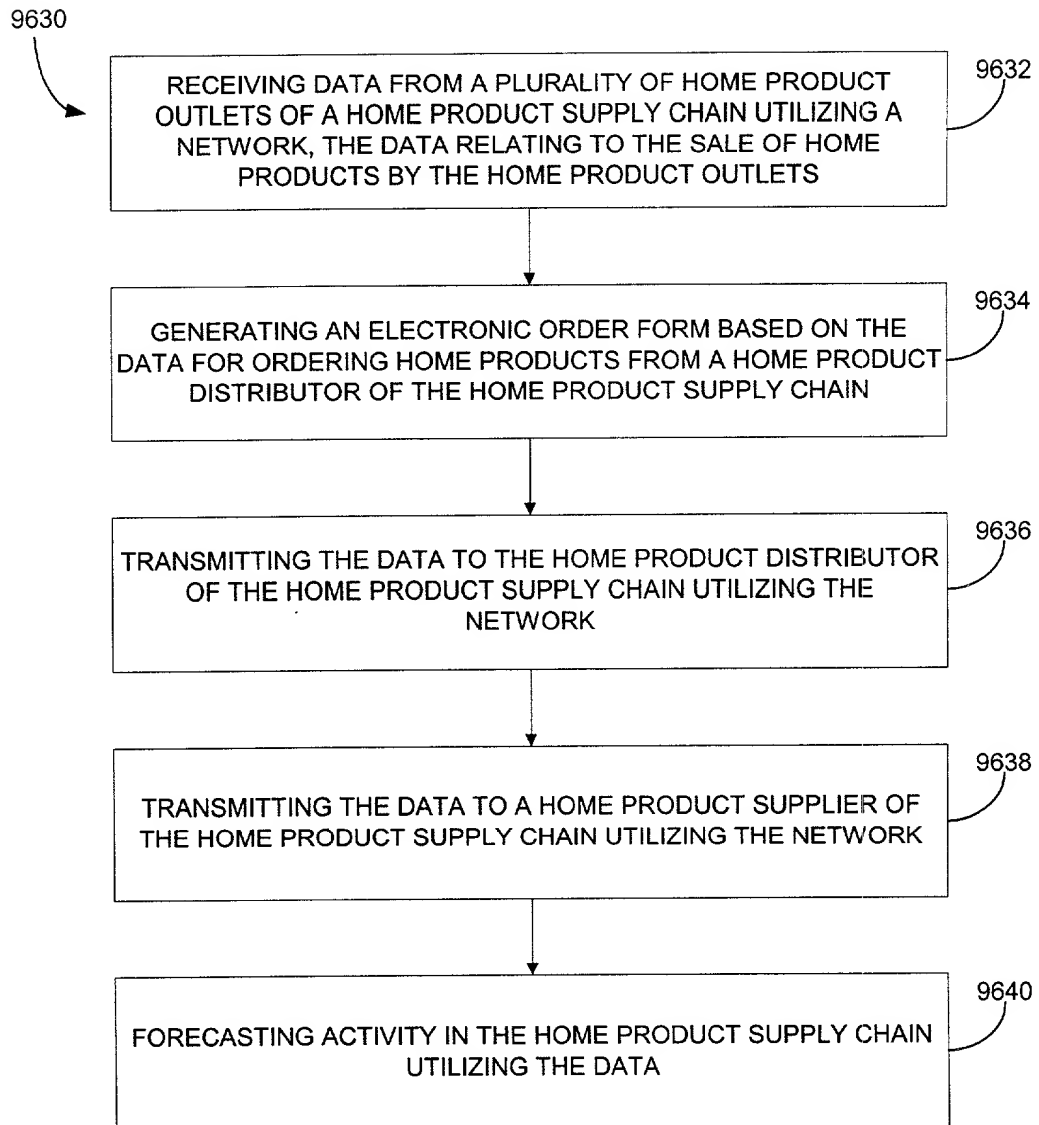 9630
RECEIVING DATA FROM A PLURALITY OF HOME PRODUCT
OUTLETS OF A HOME PRODUCT SUPPLY CHAIN UTILIZING A
NETWORK, THE DATA RELATING TO THE SALE OF HOME
PRODUCTS BY THE HOME PRODUCT OUTLETS
9632
GENERATING AN ELECTRONIC ORDER FORM BASED ON THE
DATA FOR ORDERING HOME PRODUCTS FROM A HOME PRODUCT
DISTRIBUTOR OF THE HOME PRODUCT SUPPLY CHAIN
9634
TRANSMITTING THE DATA TO THE HOME PRODUCT DISTRIBUTOR
OF THE HOME PRODUCT SUPPLY CHAIN UTILIZING THE
NETWORK
9636
TRANSMITTING THE DATA TO A HOME PRODUCT SUPPLIER OF
THE HOME PRODUCT SUPPLY CHAIN UTILIZING THE NETWORK
9638
FORECASTING ACTIVITY IN THE HOME PRODUCT SUPPLY CHAIN
UTILIZING THE DATA
9640